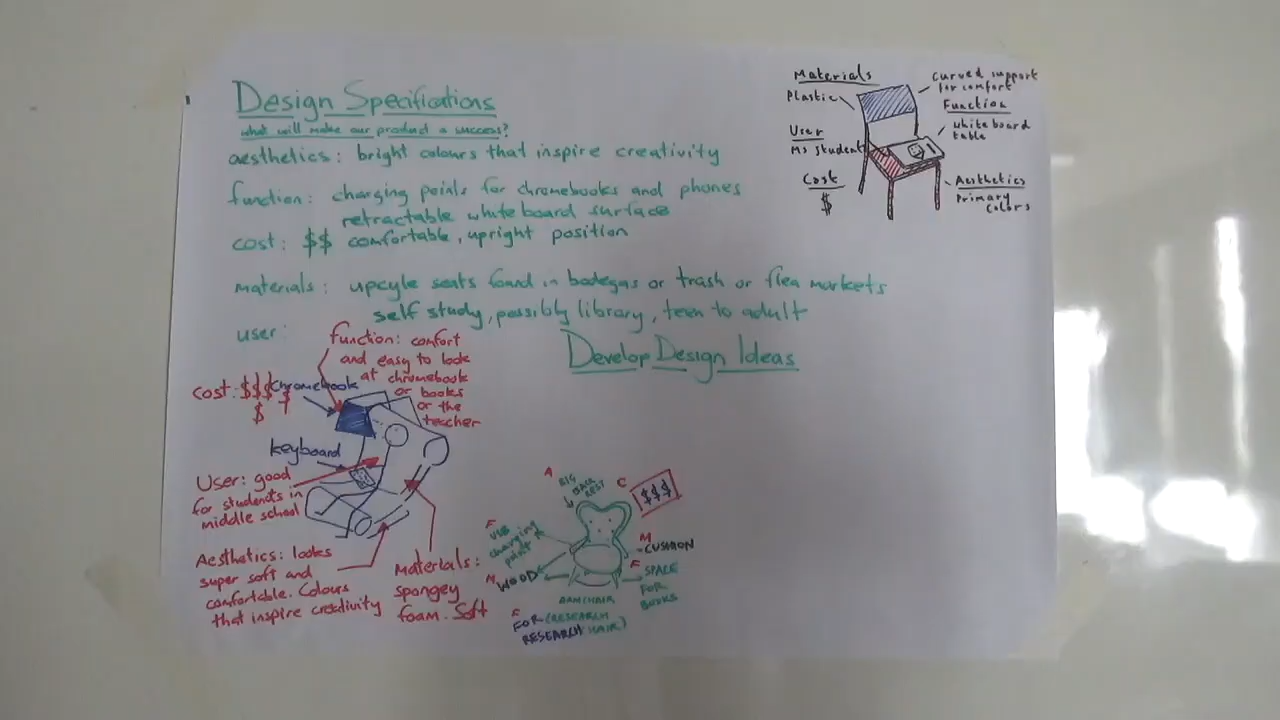 Design Specifications
what will make our product a success?
aesthetics: bright colours that inspire creativity
function: charging points for chromebooks and phones
retractable whiteboard surface
cost: $$ comfortable, upright position
materials: upcyle seats found in bodegas or trash or flea markets
self study, possibly library, teen to adult
user:
Develop Design Ideas
Materials
Plastic
User
MS student
Cost
$
Curved support
for comfort
Function
whiteboard
table
Aesthetics
Primary
Colors
function: comfort
and easy to look
at chromebook
or books
or the
teacher
cost: $$$ $
$
Chromebook
keyboard
User: good
for students in
middle school
Aesthetics: looks
super soft and
comfortable. Colours
that inspire creativity
Materials:
spongey
foam. Soft
A
BIG
BACK
REST
C
$$$
F
USB
charging
point
M
-CUSHION
M
WOOD
F
SPACE
FOR
BOOKS
ARMCHAIR
F
FOR (RESEARCH
RESEARCH HAIR)